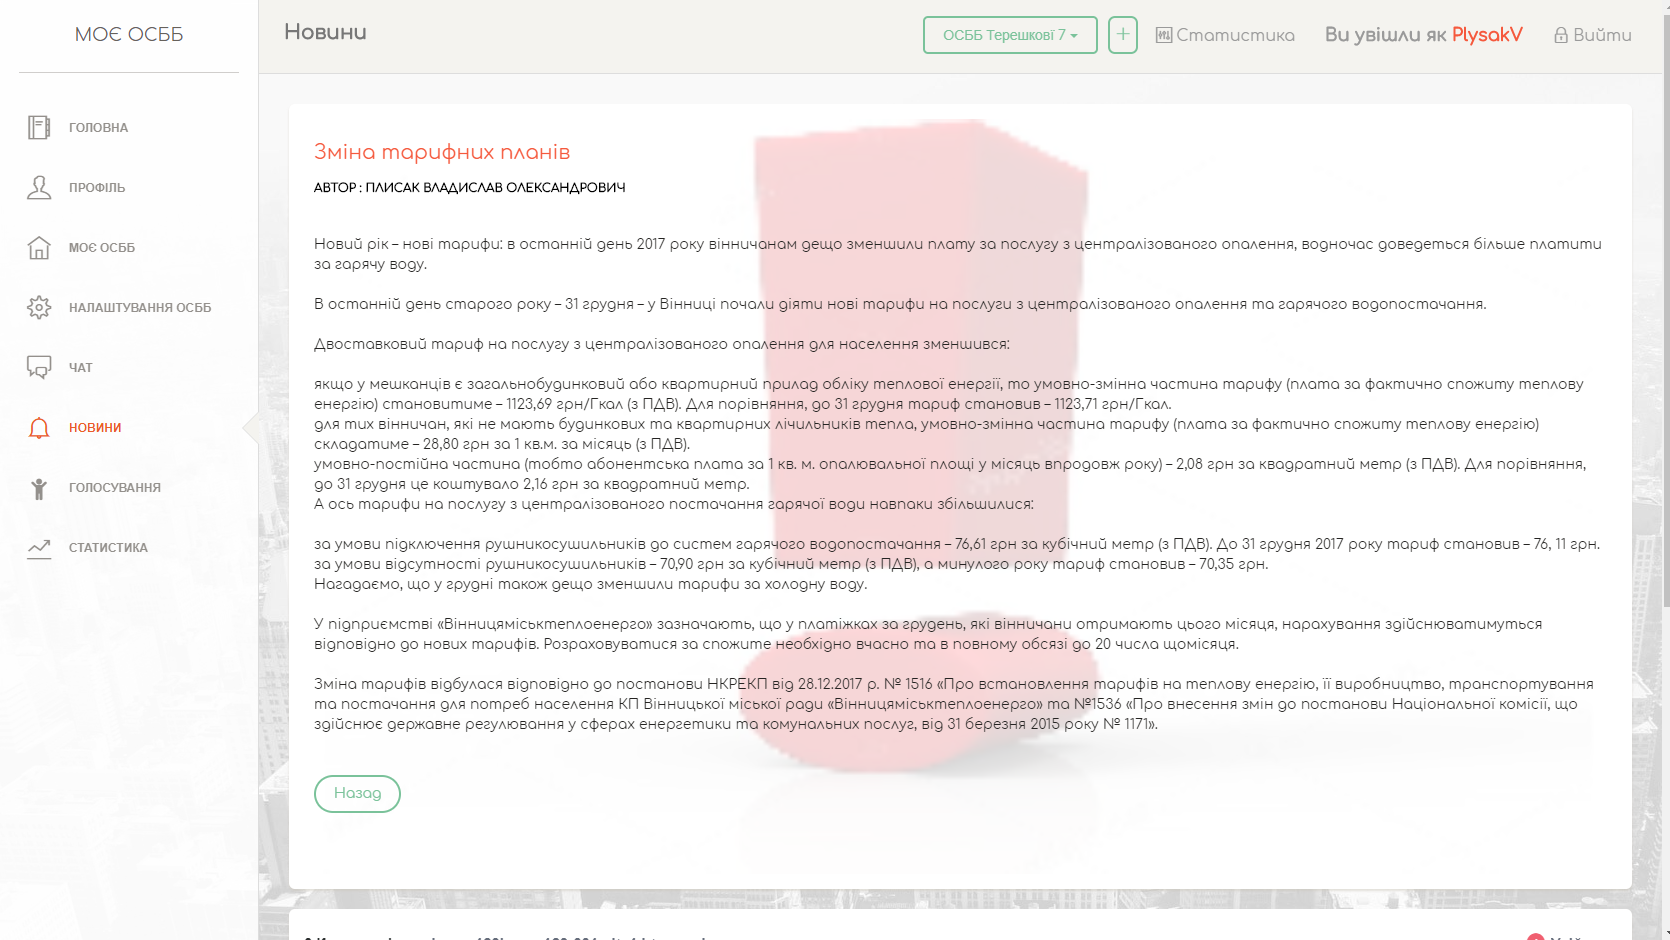 МОЄ ОСББ
ГОЛОВНА
ПРОФІЛЬ
МОЄ ОСББ
НАЛАШТУВАННЯ ОСББ
ЧАТ
НОВИНИ
ГОЛОСУВАННЯ
СТАТИСТИКА
Новини
ОСББ Терешкові 7
Статистика
Ви увішли як PlysakV
Вийти
Зміна тарифних планів
АВТОР : ПЛИСАК ВЛАДИСЛАВ ОЛЕКСАНДРОВИЧ
Новий рік – нові тарифи: в останній день 2017 року вінничанам дещо зменшили плату за послугу з централізованого опалення, водночас доведеться більше платити
за гарячу воду.
В останній день старого року – 31 грудня – у Вінниці почали діяти нові тарифи на послуги з централізованого опалення та гарячого водопостачання.
Двоставковий тариф на послугу з централізованого опалення для населення зменшився:
якщо у мешканців є загальнобудинковий або квартирний прилад обліку теплової енергії, то умовно-змінна частина тарифу (плата за фактично спожиту теплову
енергію) становитиме – 1123,69 грн/Гкал (з ПДВ). Для порівняння, до 31 грудня тариф становив – 1123,71 грн/Гкал.
для тих вінничан, які не мають будинкових та квартирних лічильників тепла, умовно-змінна частина тарифу (плата за фактично спожиту теплову енергію)
складатиме – 28,80 грн за 1 кв.м. за місяць (з ПДВ).
умовно-постійна частина (тобто абонентська плата за 1 кв. м. опалювальної площі у місяць впродовж року) – 2,08 грн за квадратний метр (з ПДВ). Для порівняння,
до 31 грудня це коштувало 2,16 грн за квадратний метр.
А ось тарифи на послугу з централізованого постачання гарячої води навпаки збільшилися:
за умови підключення рушникосушильників до систем гарячого водопостачання – 76,61 грн за кубічний метр (з ПДВ). До 31 грудня 2017 року тариф становив – 76, 11 грн.
за умови відсутності рушникосушильників – 70,90 грн за кубічний метр (з ПДВ), а минулого року тариф становив – 70,35 грн.
Нагадаємо, що у грудні також дещо зменшили тарифи за холодну воду.
У підприємстві «Вінницяміськтеплоенерго» зазначають, що у платіжках за грудень, які вінничани отримають цього місяця, нарахування здійснюватимуться
відповідно до нових тарифів. Розраховуватися за спожите необхідно вчасно та в повному обсязі до 20 числа щомісяця.
Зміна тарифів відбулася відповідно до постанови НКРЕКП від 28.12.2017 р. № 1516 «Про встановлення тарифів на теплову енергію, її виробництво, транспортування
та постачання для потреб населення КП Вінницької міської ради «Вінницяміськтеплоенерго» та №1536 «Про внесення змін до постанови Національної комісії, що
здійснює державне регулювання у сферах енергетики та комунальних послуг, від 31 березня 2015 року № 1171».
Назад